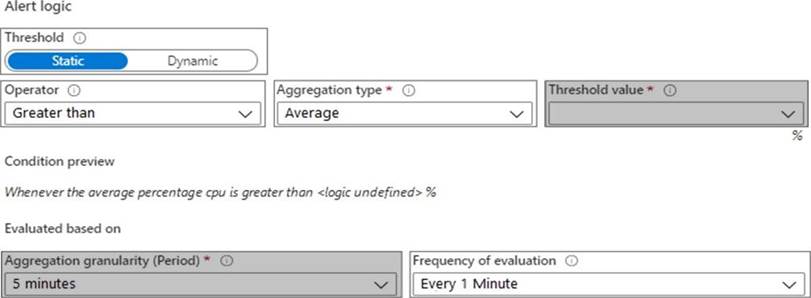 Alert logic
Threshold
Static Dynamic
Operator Aggregation type * Threshold value *
Greater than Average
%
Condition preview
Whenever the average percentage cpu is greater than <logic undefined> %
Evaluated based on
Aggregation granularity (Period) * Frequency of evaluation
5 minutes Every 1 Minute